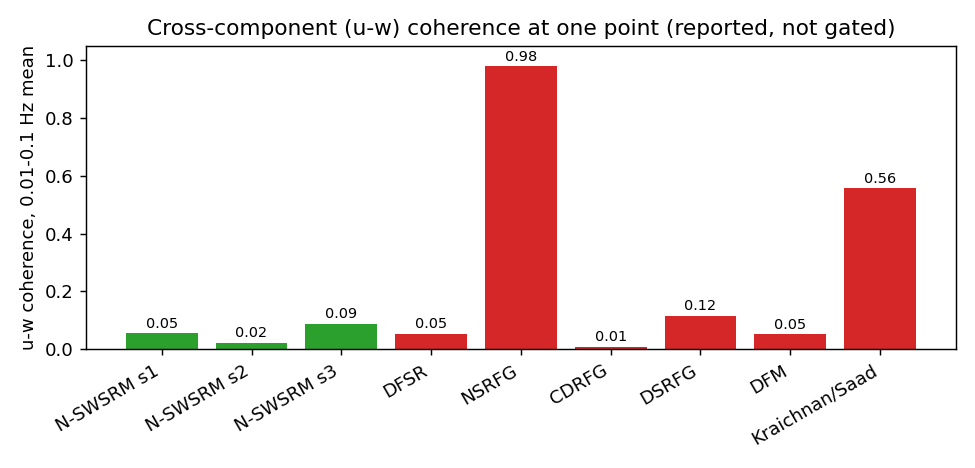 Cross-component (u-w) coherence at one point (reported, not gated)
u-w coherence, 0.01-0.1 Hz mean
1.0
0.8
0.6
0.4
0.2
0.0
0.05
0.02
0.09
0.05
0.98
0.01
0.12
0.05
0.56
N-SWSRM s1
N-SWSRM s2
N-SWSRM s3
DFSR
NSRFG
CDRFG
DSRFG
DFM
Kraichnan/Saad